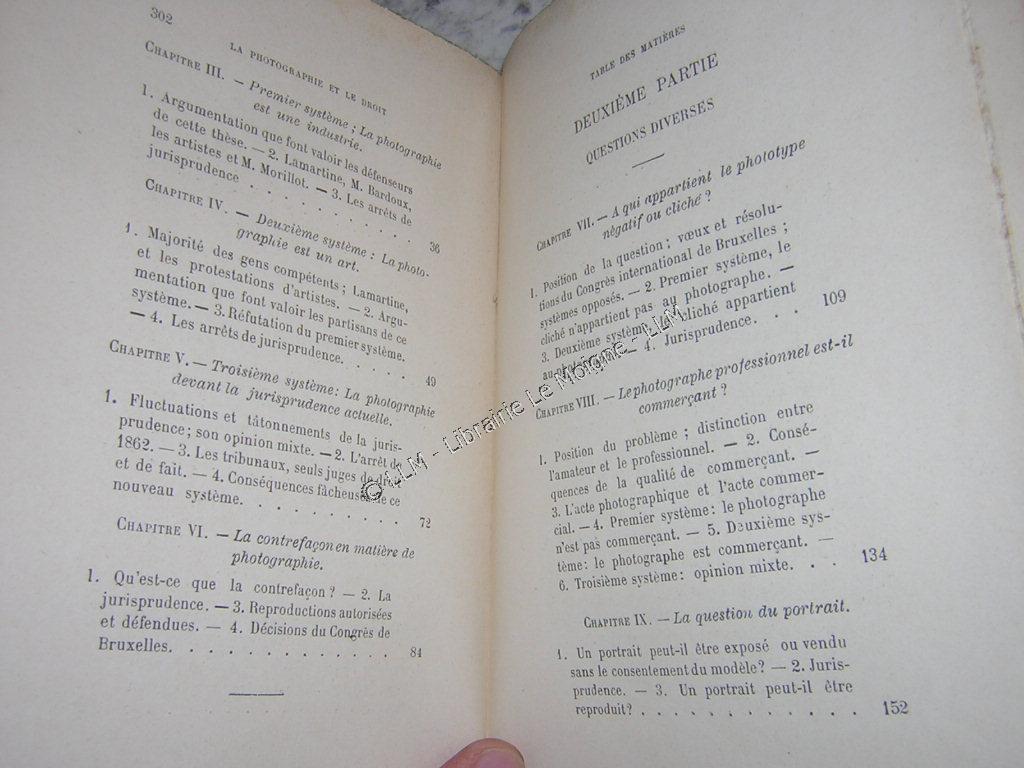 302
LA PHOTOGRAPHIE ET LE DROIT
CHAPITRE III. — Premier système ; La photographie
est une industrie.
1. Argumentation que font valoir les défenseurs
de cette thèse. — 2. Lamartine, M. Bardoux,
les artistes et M. Morillot. — 3. Les arrêts de
jurisprudence . . . . . . . . . . 36
CHAPITRE IV. — Deuxième système : La photo-
graphie est un art.
1. Majorité des gens compétents ; Lamartine,
et les protestations d'artistes. — 2. Argu-
mentation que font valoir les partisans de ce
système. — 3. Réfutation du premier système.
— 4. Les arrêts de jurisprudence. . . . . . 49
CHAPITRE V. — Troisième système : La photographie
devant la jurisprudence actuelle.
1. Fluctuations et tâtonnements de la juris-
prudence ; son opinion mixte. — 2. L'arrêt de
1862. — 3. Les tribunaux, seuls juges de droit
et de fait. — 4. Conséquences fâcheuses de ce
nouveau système. . . . . . . . . . . 72
CHAPITRE VI. — La contrefaçon en matière de
photographie.
1. Qu'est-ce que la contrefaçon ? — 2. La
jurisprudence. — 3. Reproductions autorisées
et défendues. — 4. Décisions du Congrès de
Bruxelles. . . . . . . . . . . . . 84
TABLE DES MATIÈRES
DEUXIÈME PARTIE
QUESTIONS DIVERSES
CHAPITRE VII. — A qui appartient le phototype
négatif ou cliché ?
1. Position de la question ; vœux et résolu-
tions du Congrès international de Bruxelles ;
systèmes opposés. — 2. Premier système, le
cliché n'appartient pas au photographe. —
3. Deuxième système, cliché appartient
au — 4. Jurisprudence. . . . 109
CHAPITRE VIII. — Le photographe professionnel est-il
commerçant ?
1. Position du problème ; distinction entre
l'amateur et le professionnel. — 2. Consé-
quences de la qualité de commerçant. —
3. L'acte photographique et l'acte commer-
cial. — 4. Premier système : le photographe
n'est pas commerçant. — 5. Deuxième sys-
tème : le photographe est commerçant. —
6. Troisième système : opinion mixte. . . 134
CHAPITRE IX. — La question du portrait.
1. Un portrait peut-il être exposé ou vendu
sans le consentement du modèle ? — 2. Juris-
prudence. — 3. Un portrait peut-il être
reproduit ? . . . . . . . . . . . 152
© LLM - Librairie Le Moigne - LLM